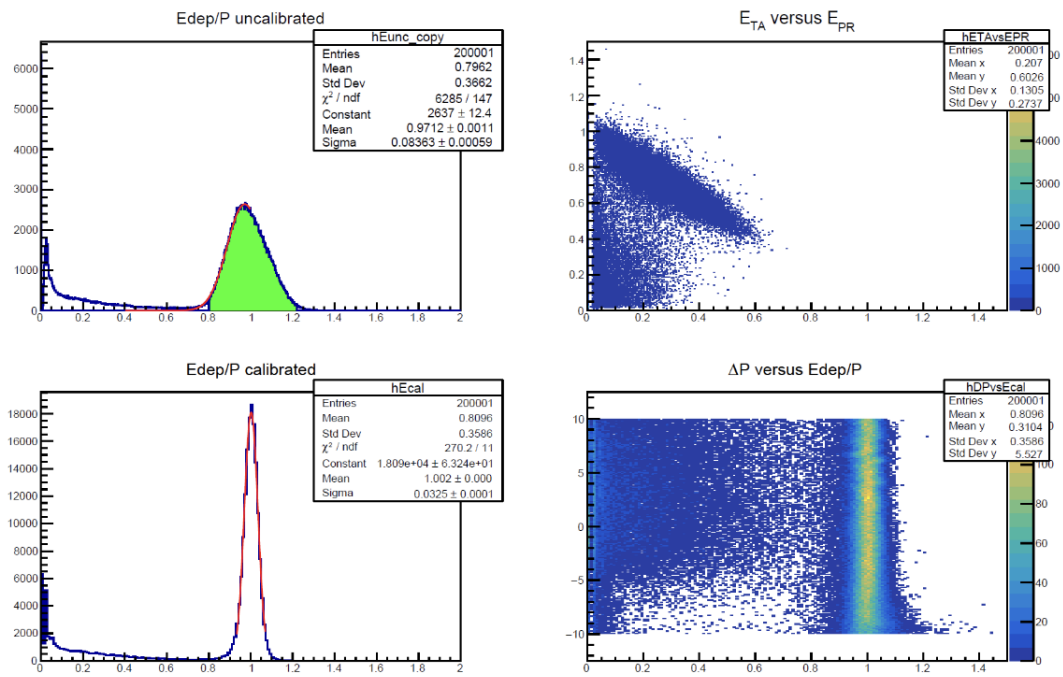 Edep/P uncalibrated
hEunc_copy
Entries 200001
Mean 0.7962
Std Dev 0.3662
χ² / ndf 6285 / 147
Constant 2637 ± 12.4
Mean 0.9712 ± 0.0011
Sigma 0.08363 ± 0.00059
6000
5000
4000
3000
2000
1000
0
0 0.2 0.4 0.6 0.8 1 1.2 1.4 1.6 1.8 2
E_TA versus E_PR
hETAvsEPR
Entries 200001
Mean x 0.207
Mean y 0.6026
Std Dev x 0.1305
Std Dev y 0.2737
1.4
1.2
1
0.8
0.6
0.4
0.2
0
0 0.2 0.4 0.6 0.8 1 1.2 1.4
4000
3000
2000
1000
0
Edep/P calibrated
hEcal
Entries 200001
Mean 0.8096
Std Dev 0.3586
χ² / ndf 270.2 / 11
Constant 1.809e+04 ± 6.324e+01
Mean 1.002 ± 0.000
Sigma 0.0325 ± 0.0001
18000
16000
14000
12000
10000
8000
6000
4000
2000
0
0 0.2 0.4 0.6 0.8 1 1.2 1.4 1.6 1.8 2
ΔP versus Edep/P
hDPvsEcal
Entries 200001
Mean x 0.8096
Mean y 0.3104
Std Dev x 0.3586
Std Dev y 5.527
10
5
0
−5
−10
0 0.2 0.4 0.6 0.8 1 1.2 1.4
100
80
60
40
20
0